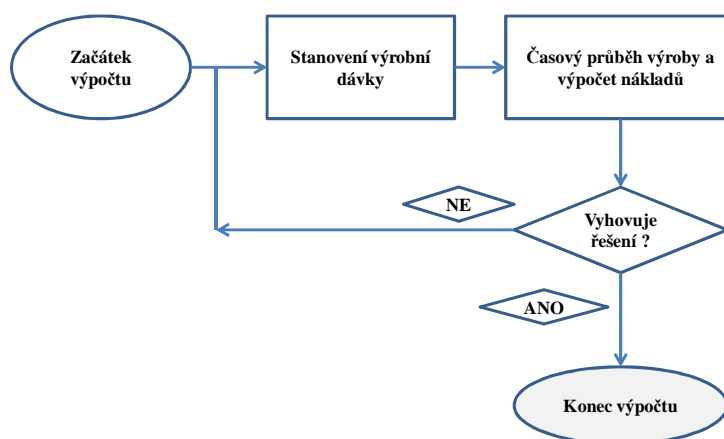 Začátek
výpočtu
Stanovení výrobní
dávky
Časový průběh výroby a
výpočet nákladů
NE
Vyhovuje
řešení ?
ANO
Konec výpočtu